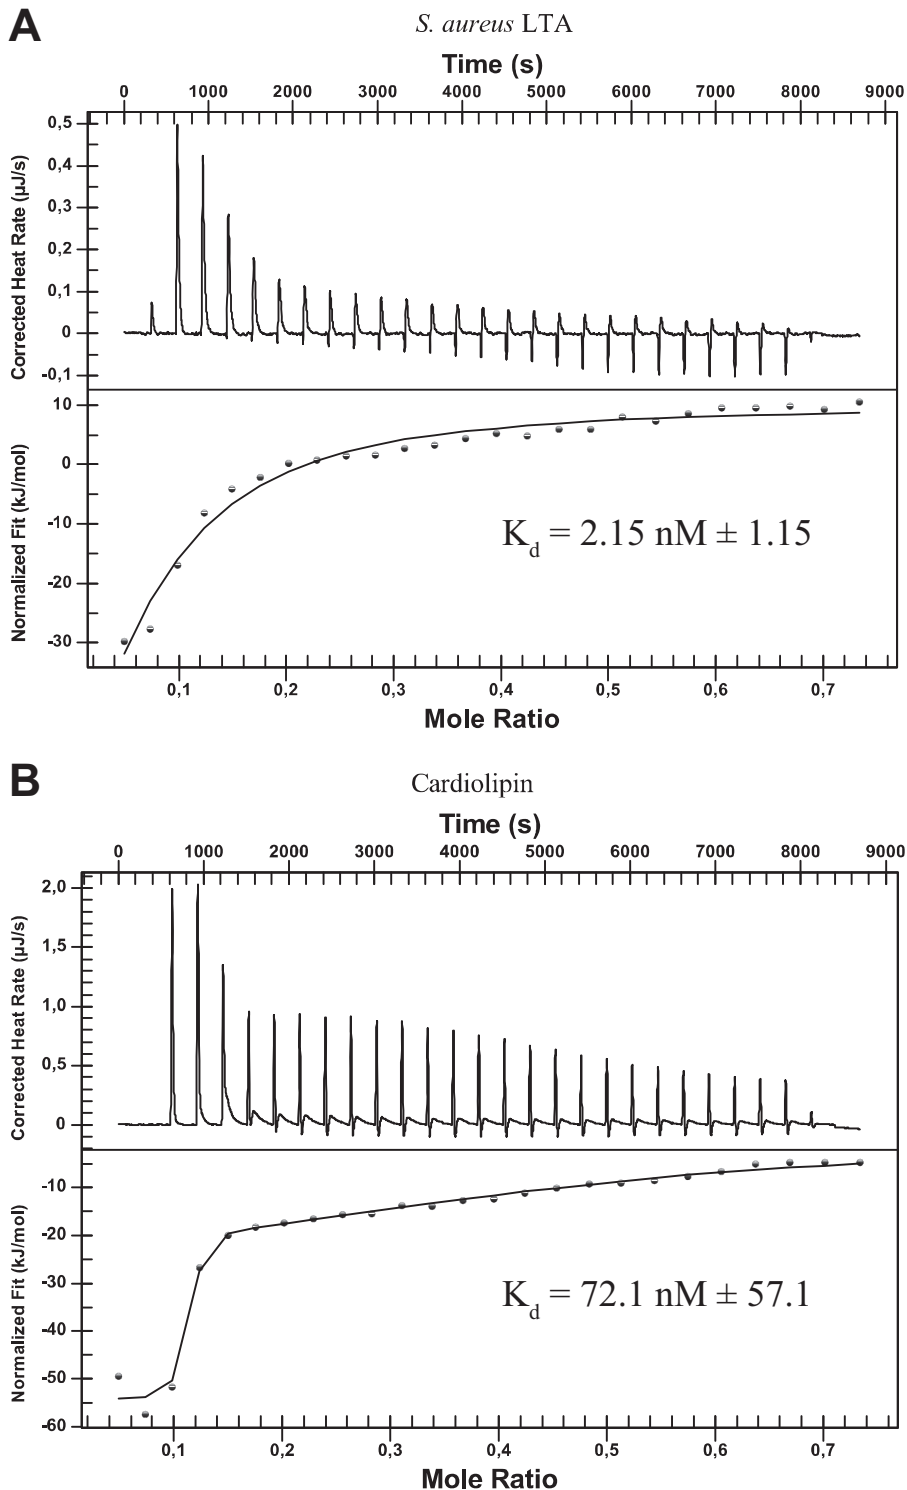 A
S. aureus LTA
Time (s)
0 1000 2000 3000 4000 5000 6000 7000 8000 9000
Corrected Heat Rate (µJ/s)
0,5
0,4
0,3
0,2
0,1
0
-0,1
Normalized Fit (kJ/mol)
10
0
-10
-20
-30
Kd = 2.15 nM ± 1.15
0,1 0,2 0,3 0,4 0,5 0,6 0,7
Mole Ratio
B
Cardiolipin
Time (s)
0 1000 2000 3000 4000 5000 6000 7000 8000 9000
Corrected Heat Rate (µJ/s)
2,0
1,5
1,0
0,5
0
Normalized Fit (kJ/mol)
-10
-20
-30
-40
-50
-60
Kd = 72.1 nM ± 57.1
0,1 0,2 0,3 0,4 0,5 0,6 0,7
Mole Ratio